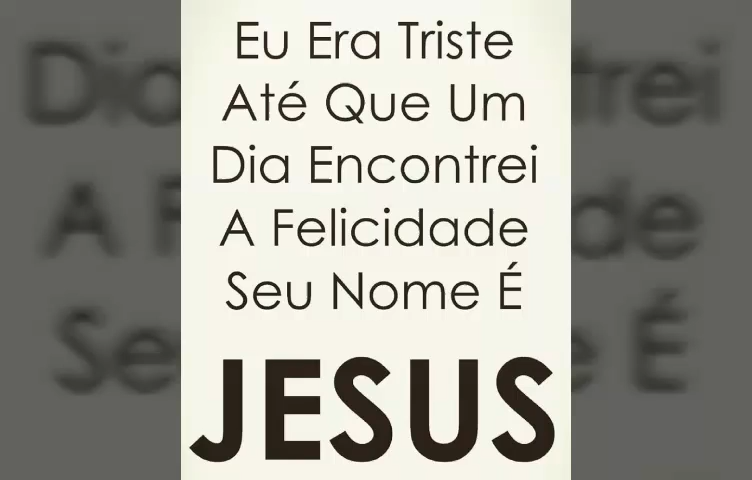 Eu Era Triste
Até Que Um
Dia Encontrei
A Felicidade
Seu Nome É
JESUS